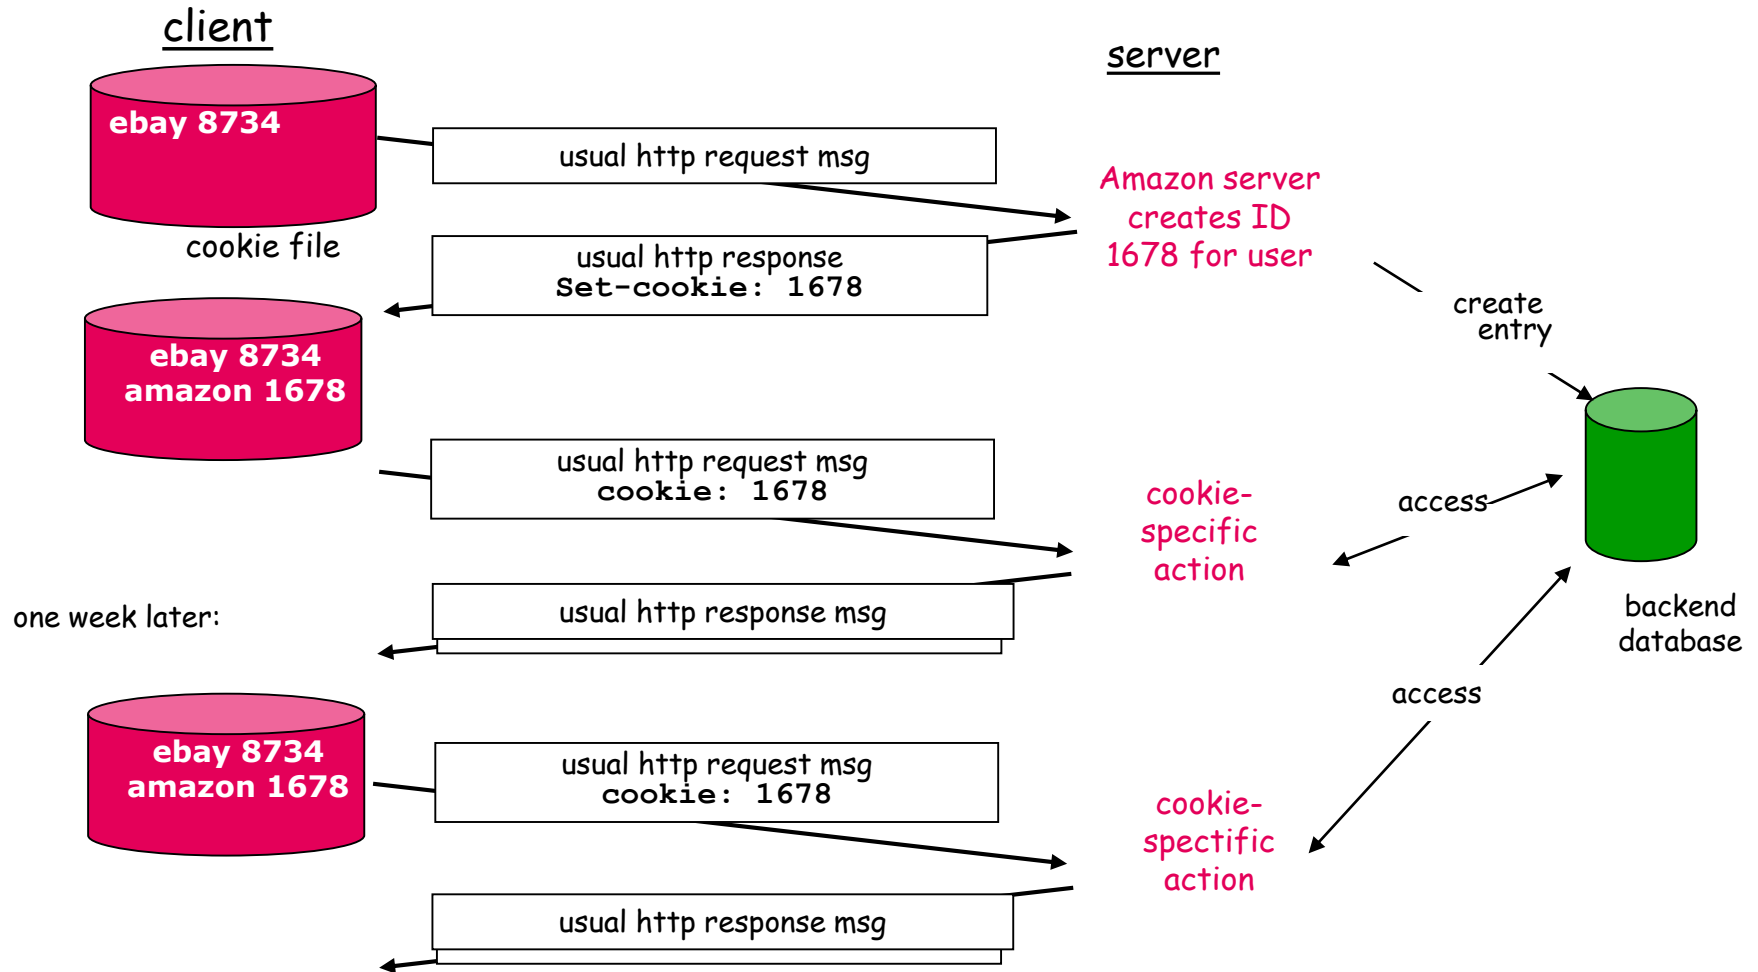 client
server
ebay 8734
usual http request msg
Amazon server
creates ID
1678 for user
cookie file
usual http response
Set-cookie: 1678
create
entry
ebay 8734
amazon 1678
usual http request msg
cookie: 1678
cookie-
specific
action
access
one week later:
usual http response msg
backend
database
access
ebay 8734
amazon 1678
usual http request msg
cookie: 1678
cookie-
spectific
action
usual http response msg